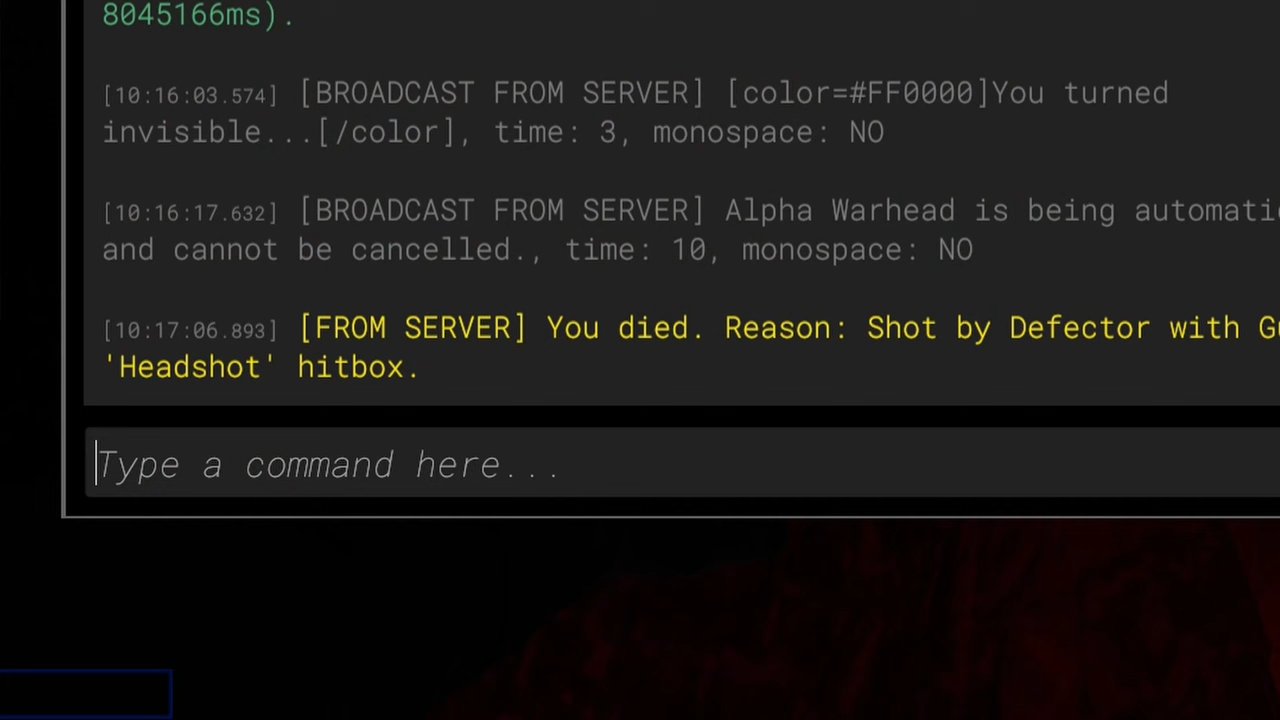 8045166ms).
[10:16:03.574] [BROADCAST FROM SERVER] [color=#FF0000]You turned
invisible...[/color], time: 3, monospace: NO
[10:16:17.632] [BROADCAST FROM SERVER] Alpha Warhead is being
and cannot be cancelled., time: 10, monospace: NO
[10:17:06.893] [FROM SERVER] You died. Reason: Shot by Defector with
'Headshot' hitbox.
Type a command here...